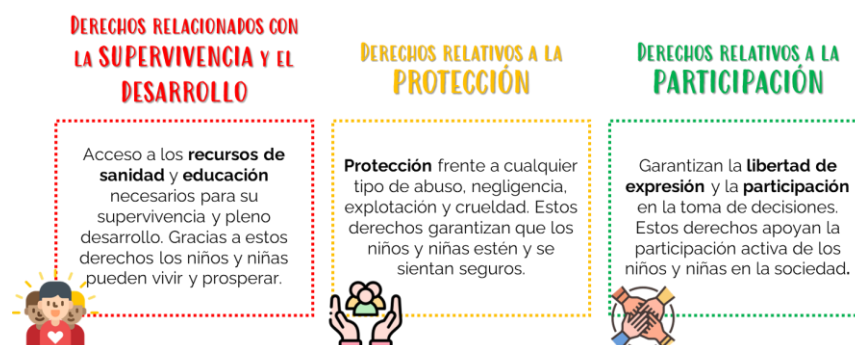 DERECHOS RELACIONADOS CON
LA SUPERVIVENCIA Y EL
DESARROLLO
Acceso a los recursos de
sanidad y educación
necesarios para su
supervivencia y pleno
desarrollo. Gracias a estos
derechos los niños y niñas
pueden vivir y prosperar.
DERECHOS RELATIVOS A LA
PROTECCIÓN
Protección frente a cualquier
tipo de abuso, negligencia,
explotación y crueldad. Estos
derechos garantizan que los
niños y niñas estén y se
sientan seguros.
DERECHOS RELATIVOS A LA
PARTICIPACIÓN
Garantizan la libertad de
expresión y la participación
en la toma de decisiones.
Estos derechos apoyan la
participación activa de los
niños y niñas en la sociedad.